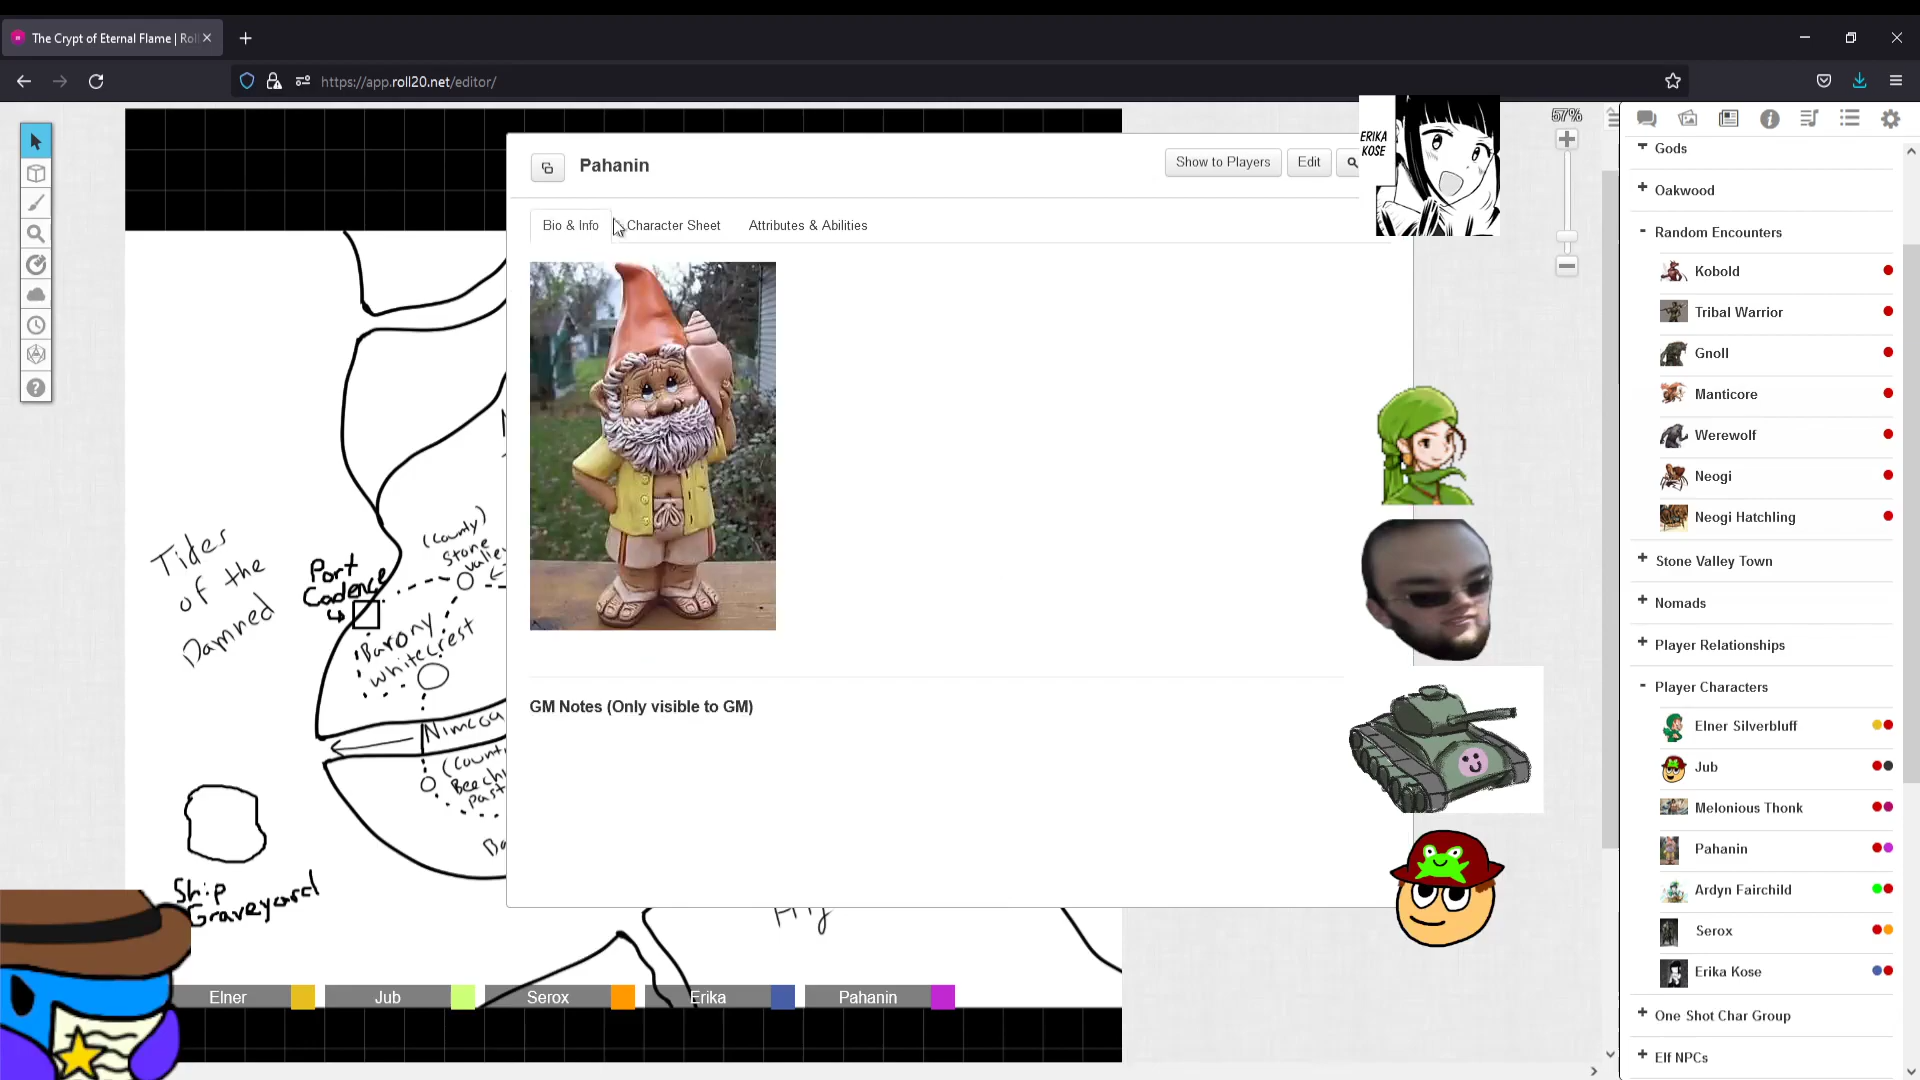 The Crypt of Eternal Flame | Rol
https://app.roll20.net/editor/
57%
Pahanin
Show to Players
Edit
ERIKA
KOSE
Bio & Info
Character Sheet
Attributes & Abilities
GM Notes (Only visible to GM)
Tides
of the
Damned
Port
Cadence
(County)
Stone
Valley
Barony
Whitecrest
(Count
Ship
Graveyard
Elner
Jub
Serox
Erika
Pahanin
Gods
Oakwood
Random Encounters
Kobold
Tribal Warrior
Gnoll
Manticore
Werewolf
Neogi
Neogi Hatchling
Stone Valley Town
Nomads
Player Relationships
Player Characters
Elner Silverbluff
Jub
Melonious Thonk
Pahanin
Ardyn Fairchild
Serox
Erika Kose
One Shot Char Group
Elf NPCs